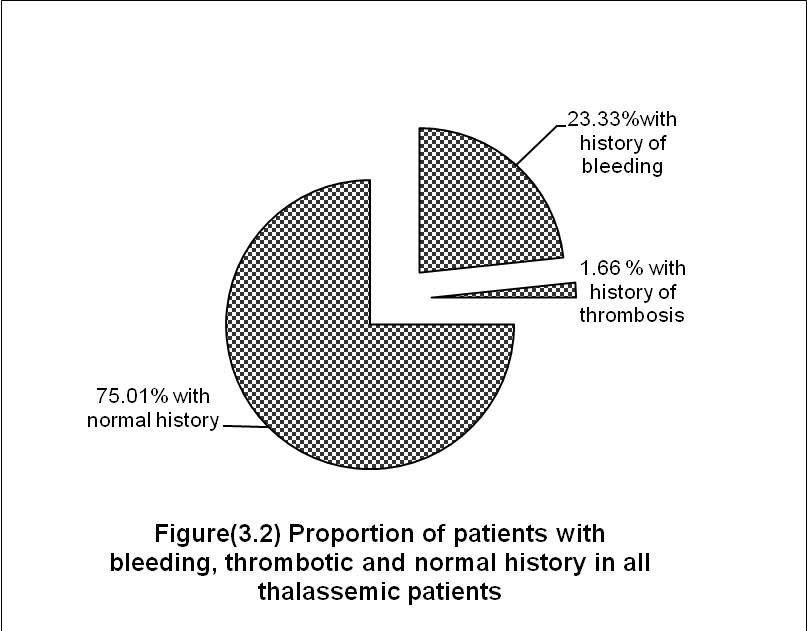 23.33%with
history of
bleeding
1.66 % with
history of
thrombosis
75.01% with
normal history
Figure(3.2) Proportion of patients with
bleeding, thrombotic and normal history in all
thalassemic patients